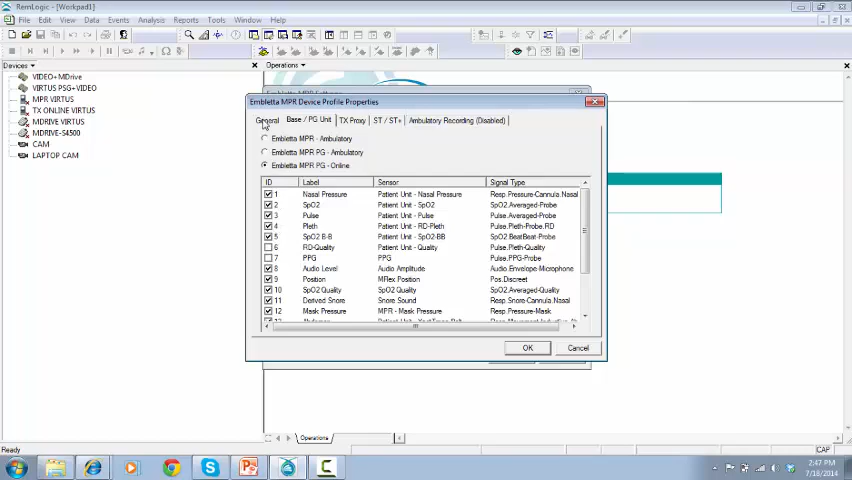 RemLogic - [Workpad1]
File Edit View Data Events Analysis Reports Tools Window Help
Devices
Operations
VIDEO+MDrive
VIRTUS PSG+VIDEO
MPR VIRTUS
TX ONLINE VIRTUS
MDRIVE VIRTUS
MDRIVE-S4500
CAM
LAPTOP CAM
Embletta MPR Device Profile Properties
General Base / PG Unit TX Proxy ST / ST+ Ambulatory Recording (Disabled)
Embletta MPR - Ambulatory
Embletta MPR PG - Ambulatory
Embletta MPR PG - Online
ID Label Sensor Signal Type
1 Nasal Pressure Patient Unit - Nasal Pressure Resp.Pressure-Cannula.Nasal
2 SpO2 Patient Unit - SpO2 SpO2.Averaged-Probe
3 Pulse Patient Unit - Pulse Pulse.Averaged-Probe
4 Pleth Patient Unit - RD-Pleth Pulse.Pleth-Probe.RD
5 SpO2 B-B Patient Unit - SpO2-BB SpO2.BeatBeat-Probe
6 RD-Quality Patient Unit - Quality Pulse.Pleth-Quality
7 PPG PPG Pulse.PPG-Probe
8 Audio Level Audio Amplitude Audio.Envelope-Microphone
9 Position MFlex Position Pos.Discreet
10 SpO2 Quality SpO2 Quality SpO2.Averaged-Quality
11 Derived Snore Snore Sound Resp.Snore-Cannula.Nasal
12 Mask Pressure MPR - Mask Pressure Resp.Pressure-Mask
OK Cancel
Operations
Ready CAP
2:47 PM
7/18/2014